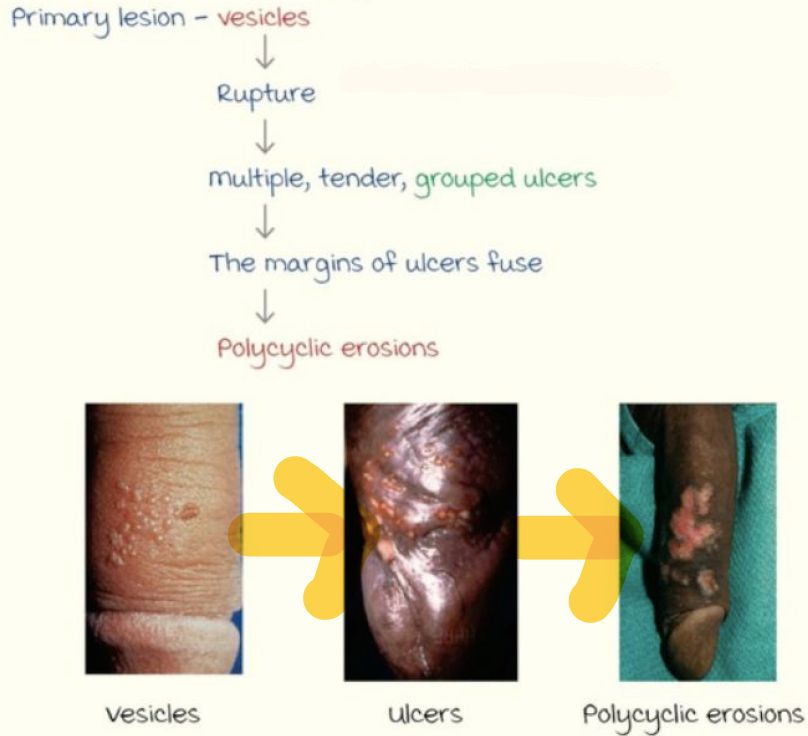 Primary lesion - vesicles
↓
Rupture
↓
multiple, tender, grouped ulcers
↓
The margins of ulcers fuse
↓
Polycyclic erosions
vesicles
ulcers
Polycyclic erosions